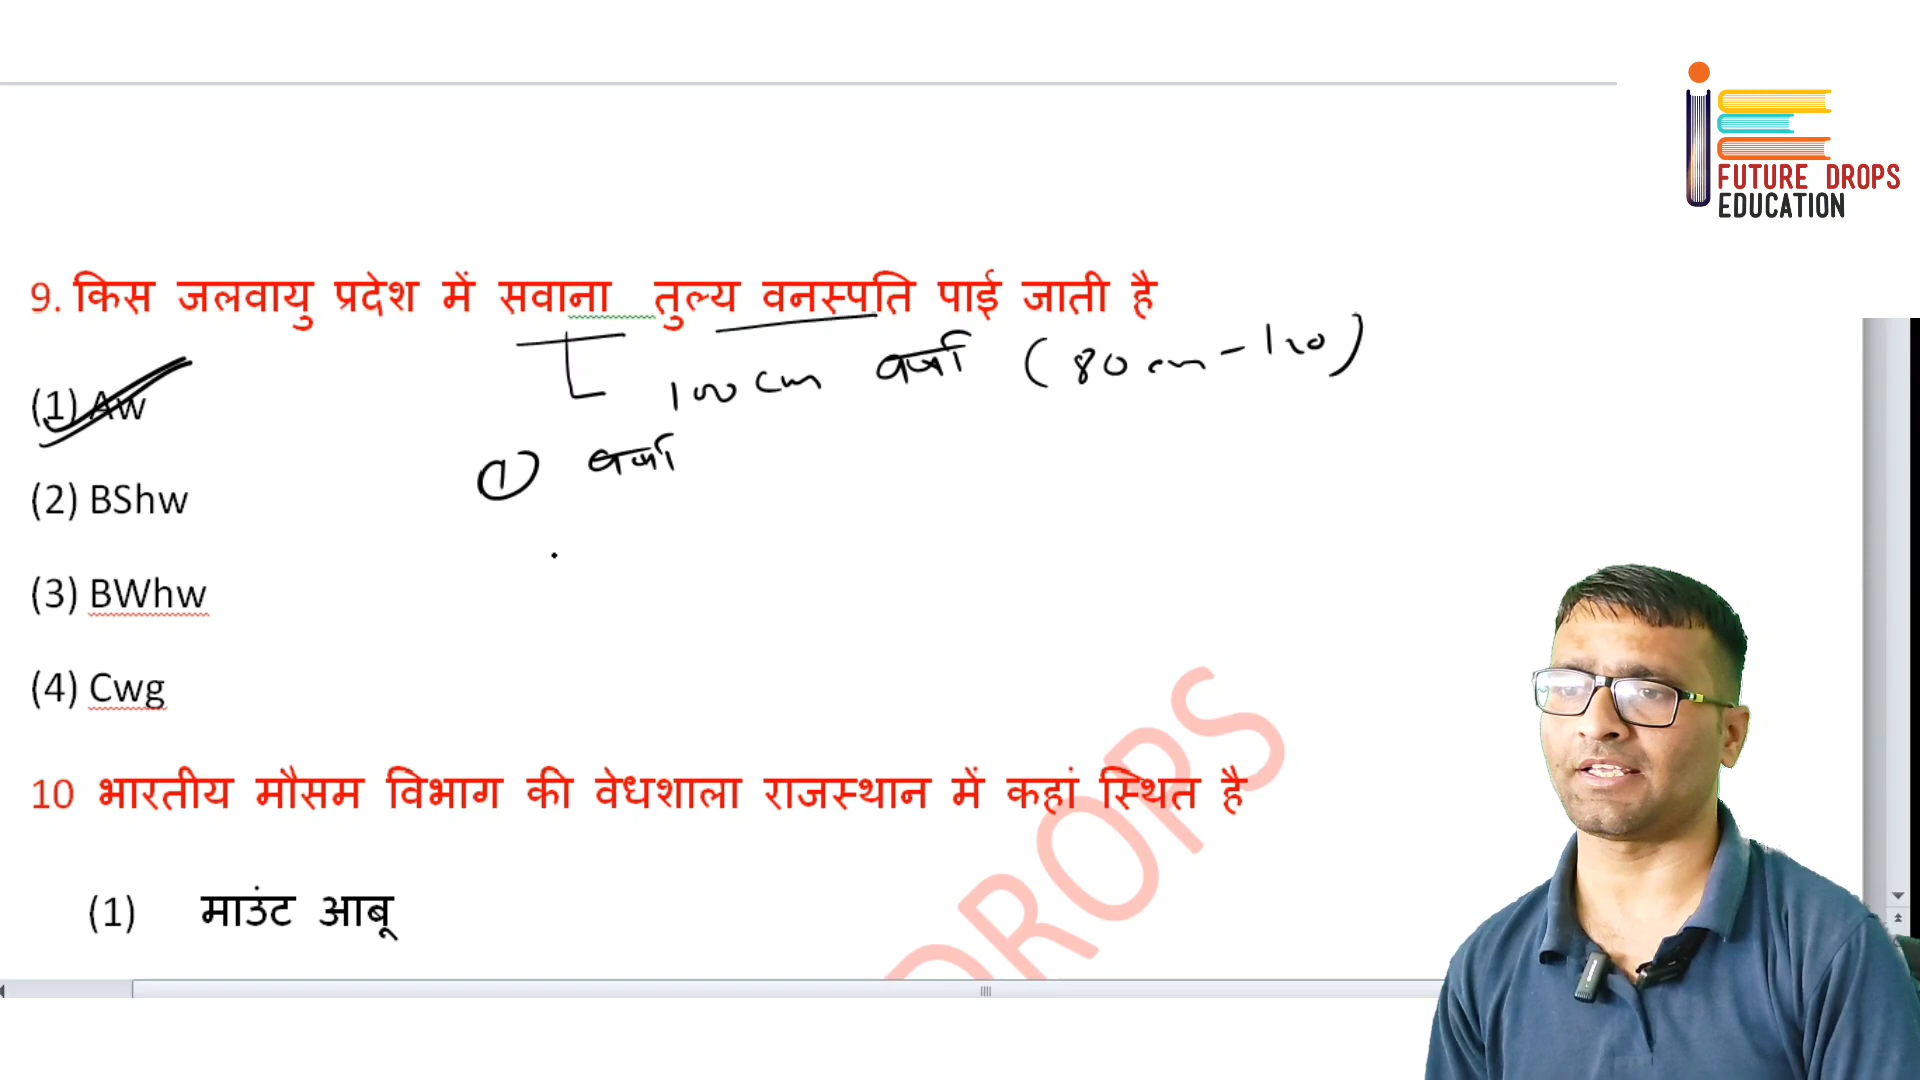 FUTURE DROPS
EDUCATION
9. किस जलवायु प्रदेश में सवाना तुल्य वनस्पति पाई जाती है
100 cm वर्षा (80 cm - 120)
(1) Aw
① वर्षा
(2) BShw
(3) BWhw
(4) Cwg
10 भारतीय मौसम विभाग की वेधशाला राजस्थान में कहां स्थित है
(1) माउंट आबू
DROPS